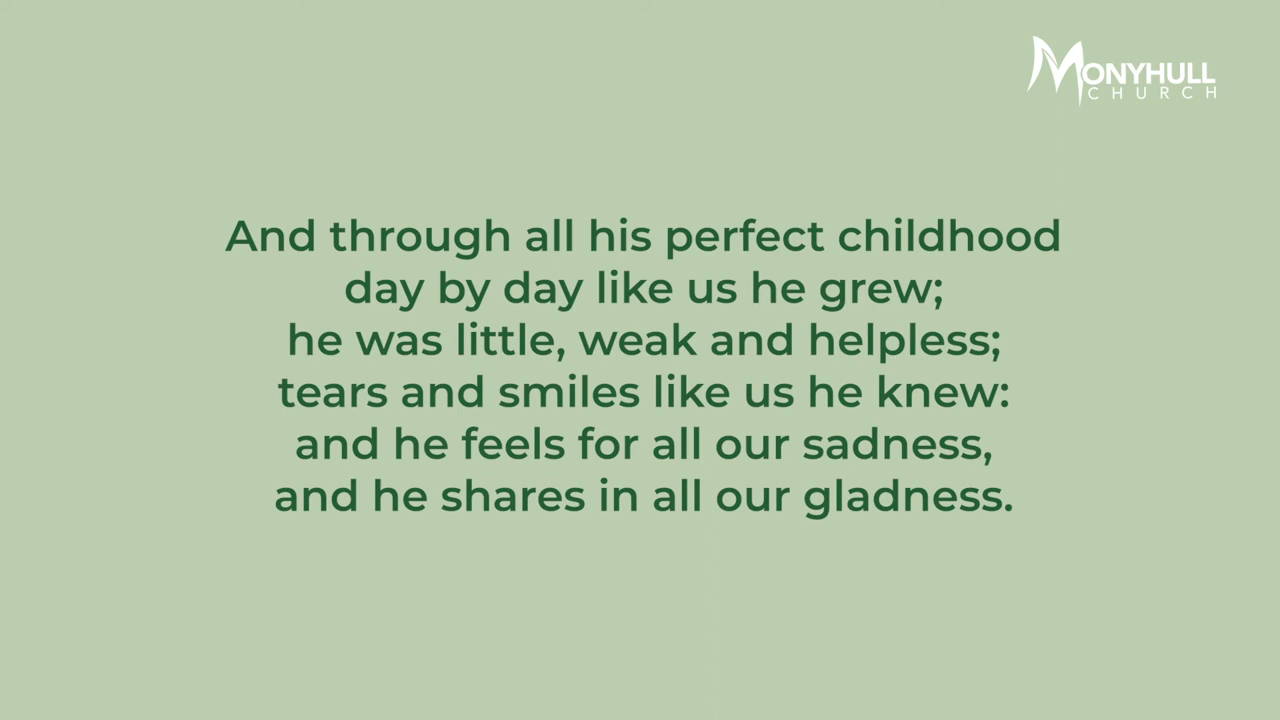 MONYHULL
CHURCH
And through all his perfect childhood
day by day like us he grew;
he was little, weak and helpless;
tears and smiles like us he knew:
and he feels for all our sadness,
and he shares in all our gladness.